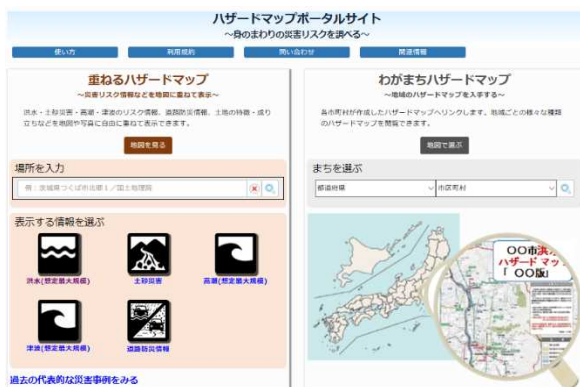 ハザードマップポータルサイト
～身のまわりの災害リスクを調べる～
使い方
利用規約
問い合わせ
関連情報
重ねるハザードマップ
～災害リスク情報などを地図に重ねて表示～
洪水・土砂災害・高潮・津波のリスク情報、道路防災情報、土地の特徴・成り
立ちなどを地図や写真に自由に重ねて表示できます。
地図を見る
場所を入力
例：茨城県つくば市北郷１／国土地理院
表示する情報を選ぶ
洪水(想定最大規模)
土砂災害
高潮(想定最大規模)
津波(想定最大規模)
道路防災情報
過去の代表的な災害事例をみる
わがまちハザードマップ
～地域のハザードマップを入手する～
各市町村が作成したハザードマップへリンクします。地域ごとの様々な種類
のハザードマップを閲覧できます。
地図で選ぶ
まちを選ぶ
都道府県
市区町村
〇〇市洪水
ハザードマップ
「 〇〇版」